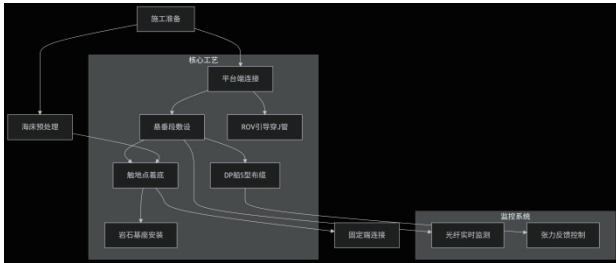 施工准备
核心工艺
平台端连接
海床预处理
悬垂段敷设
ROV引导穿J管
触地点着底
DP船S型布缆
监控系统
岩石基座安装
固定端连接
光纤实时监测
张力反馈控制